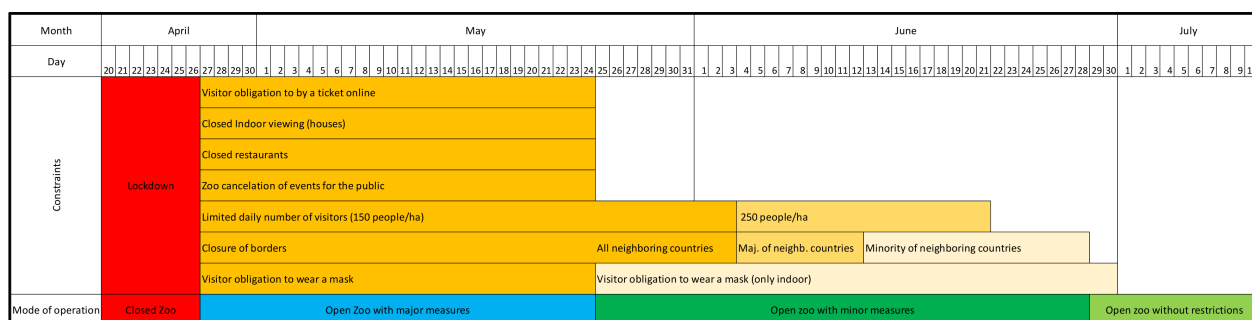 Month April May June July
Day 20 21 22 23 24 25 26 27 28 29 30 1 2 3 4 5 6 7 8 9 10 11 12 13 14 15 16 17 18 19 20 21 22 23 24 25 26 27 28 29 30 31 1 2 3 4 5 6 7 8 9 10 11 12 13 14 15 16 17 18 19 20 21 22 23 24 25 26 27 28 29 30 1 2 3 4 5 6 7 8 9
Constraints
Lockdown
Visitor obligation to by a ticket online
Closed Indoor viewing (houses)
Closed restaurants
Zoo cancelation of events for the public
Limited daily number of visitors (150 people/ha) 250 people/ha
Closure of borders All neighboring countries Maj. of neighb. countries Minority of neighboring countries
Visitor obligation to wear a mask Visitor obligation to wear a mask (only indoor)
Mode of operation Closed Zoo Open Zoo with major measures Open zoo with minor measures Open zoo without restrictions